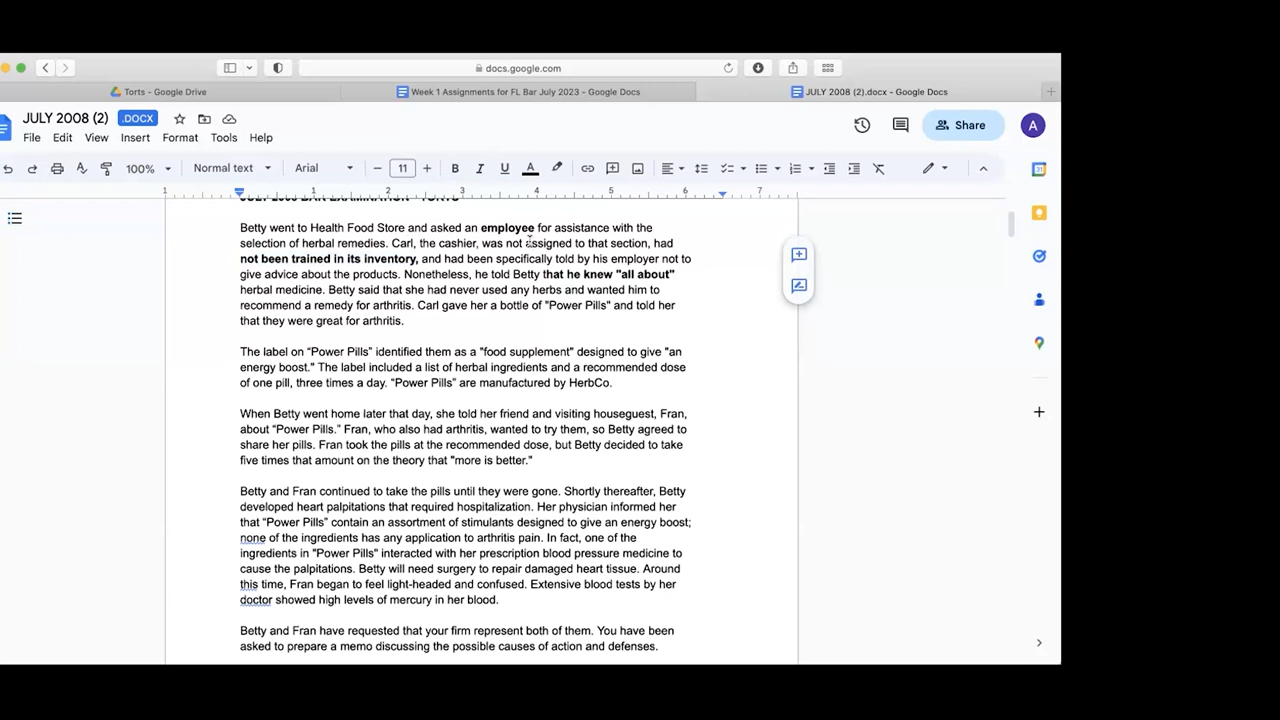 docs.google.com
Torts - Google Drive
Week 1 Assignments for FL Bar July 2023 - Google Docs
JULY 2008 (2).docx - Google Docs
JULY 2008 (2)
.DOCX
File Edit View Insert Format Tools Help
Share
A
100%
Normal text
Arial
11
B I U A
1 1 2 3 4 5 6 7
Betty went to Health Food Store and asked an employee for assistance with the
selection of herbal remedies. Carl, the cashier, was not assigned to that section, had
not been trained in its inventory, and had been specifically told by his employer not to
give advice about the products. Nonetheless, he told Betty that he knew "all about"
herbal medicine. Betty said that she had never used any herbs and wanted him to
recommend a remedy for arthritis. Carl gave her a bottle of "Power Pills" and told her
that they were great for arthritis.
The label on “Power Pills” identified them as a "food supplement" designed to give "an
energy boost." The label included a list of herbal ingredients and a recommended dose
of one pill, three times a day. “Power Pills” are manufactured by HerbCo.
When Betty went home later that day, she told her friend and visiting houseguest, Fran,
about “Power Pills.” Fran, who also had arthritis, wanted to try them, so Betty agreed to
share her pills. Fran took the pills at the recommended dose, but Betty decided to take
five times that amount on the theory that "more is better."
Betty and Fran continued to take the pills until they were gone. Shortly thereafter, Betty
developed heart palpitations that required hospitalization. Her physician informed her
that “Power Pills” contain an assortment of stimulants designed to give an energy boost;
none of the ingredients has any application to arthritis pain. In fact, one of the
ingredients in "Power Pills" interacted with her prescription blood pressure medicine to
cause the palpitations. Betty will need surgery to repair damaged heart tissue. Around
this time, Fran began to feel light-headed and confused. Extensive blood tests by her
doctor showed high levels of mercury in her blood.
Betty and Fran have requested that your firm represent both of them. You have been
asked to prepare a memo discussing the possible causes of action and defenses.